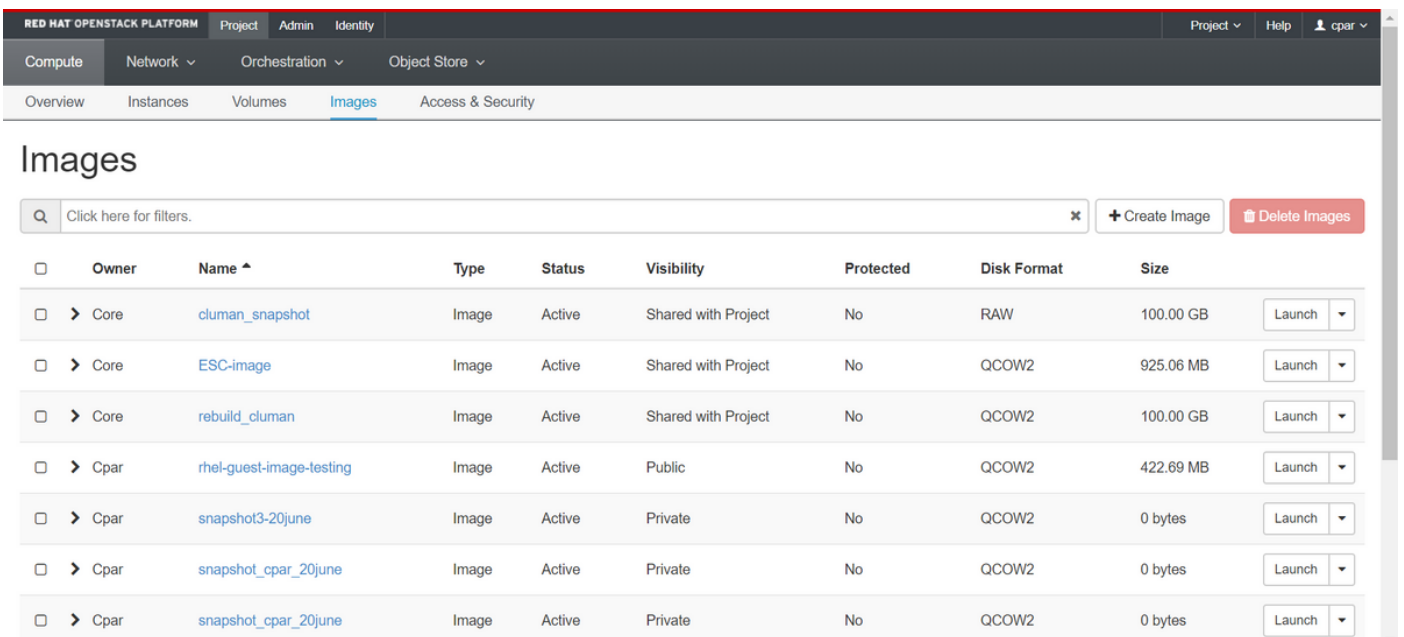 RED HAT OPENSTACK PLATFORM Project Admin Identity Project Help cpar
Compute Network Orchestration Object Store
Overview Instances Volumes Images Access & Security
Images
Click here for filters. Create Image Delete Images
Owner Name Type Status Visibility Protected Disk Format Size
Core cluman_snapshot Image Active Shared with Project No RAW 100.00 GB Launch
Core ESC-image Image Active Shared with Project No QCOW2 925.06 MB Launch
Core rebuild_cluman Image Active Shared with Project No QCOW2 100.00 GB Launch
Cpar rhel-guest-image-testing Image Active Public No QCOW2 422.69 MB Launch
Cpar snapshot3-20june Image Active Private No QCOW2 0 bytes Launch
Cpar snapshot_cpar_20june Image Active Private No QCOW2 0 bytes Launch
Cpar snapshot_cpar_20june Image Active Private No QCOW2 0 bytes Launch